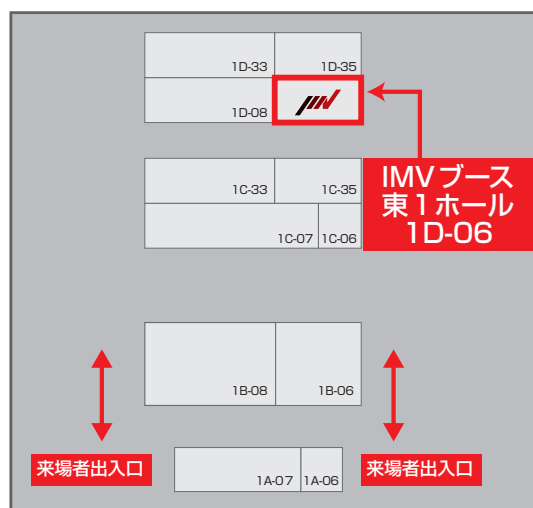 1D-33
1D-35
1D-08
IMV
IMVブース
東1ホール
1D-06
1C-33
1C-35
1C-07
1C-06
1B-08
1B-06
来場者出入口
1A-07
1A-06
来場者出入口